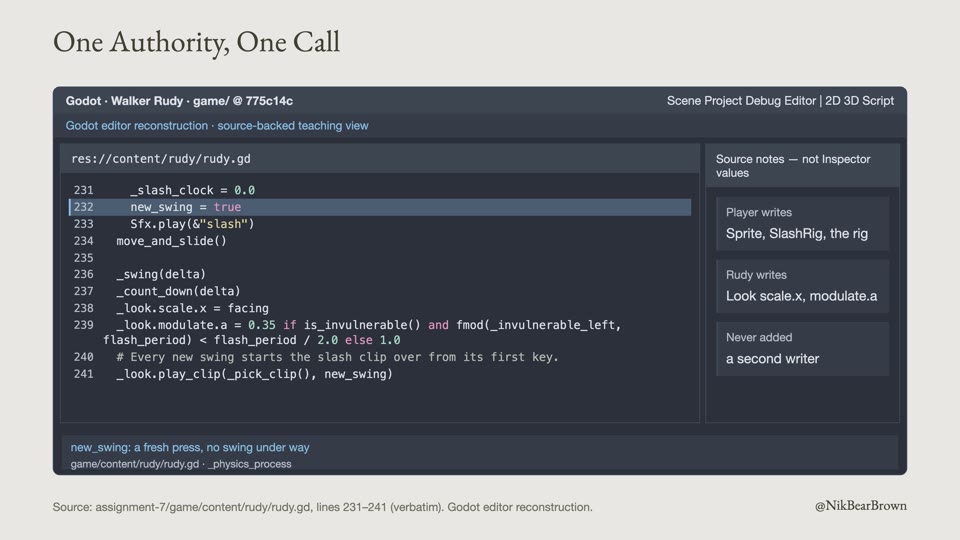 One Authority, One Call
Godot · Walker Rudy · game/ @ 775c14c
Scene Project Debug Editor | 2D 3D Script
Godot editor reconstruction · source-backed teaching view
res://content/rudy/rudy.gd
231 _slash_clock = 0.0
232 new_swing = true
233 Sfx.play(&"slash")
234 move_and_slide()
235
236 _swing(delta)
237 _count_down(delta)
238 _look.scale.x = facing
239 _look.modulate.a = 0.35 if is_invulnerable() and fmod(_invulnerable_left,
flash_period) < flash_period / 2.0 else 1.0
240 # Every new swing starts the slash clip over from its first key.
241 _look.play_clip(_pick_clip(), new_swing)
Source notes — not Inspector
values
Player writes
Sprite, SlashRig, the rig
Rudy writes
Look scale.x, modulate.a
Never added
a second writer
new_swing: a fresh press, no swing under way
game/content/rudy/rudy.gd · _physics_process
Source: assignment-7/game/content/rudy/rudy.gd, lines 231–241 (verbatim). Godot editor reconstruction.
@NikBearBrown